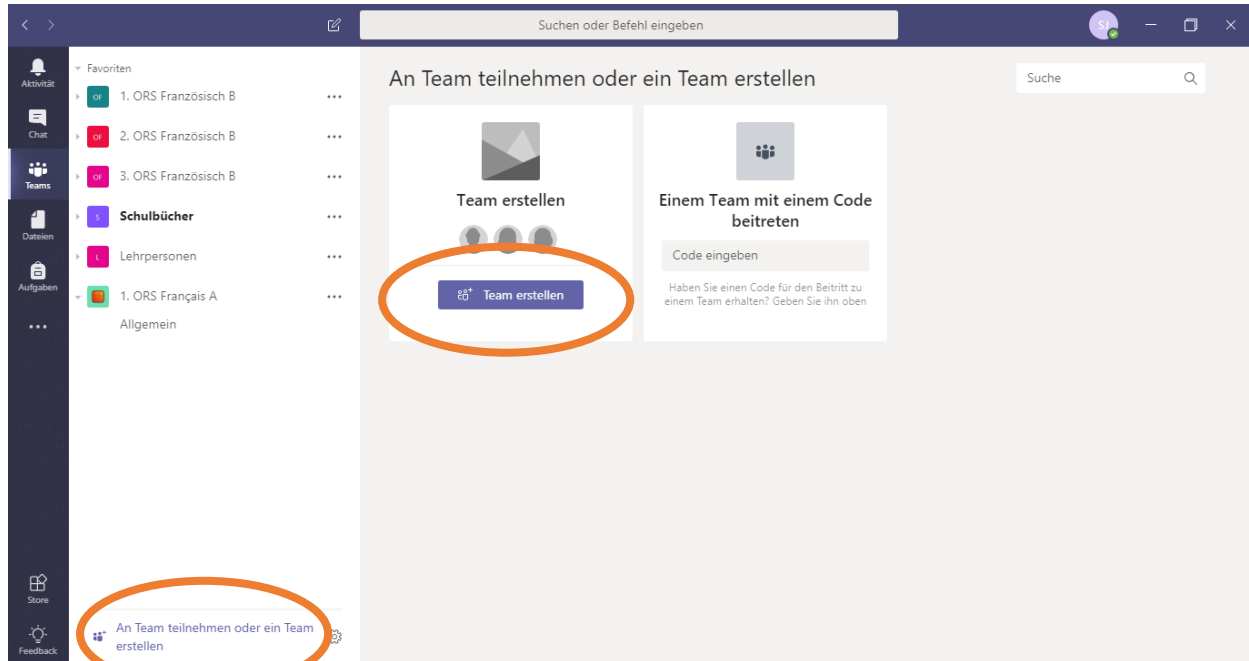 Suchen oder Befehl eingeben
SJ
Aktivität
Chat
Teams
Dateien
Aufgaben
Store
Feedback
Favoriten
OF 1. ORS Französisch B
OF 2. ORS Französisch B
OF 3. ORS Französisch B
S Schulbücher
L Lehrpersonen
1. ORS Français A
Allgemein
An Team teilnehmen oder ein Team
erstellen
An Team teilnehmen oder ein Team erstellen
Suche
Team erstellen
Team erstellen
Einem Team mit einem Code
beitreten
Code eingeben
Haben Sie einen Code für den Beitritt zu
einem Team erhalten? Geben Sie ihn oben